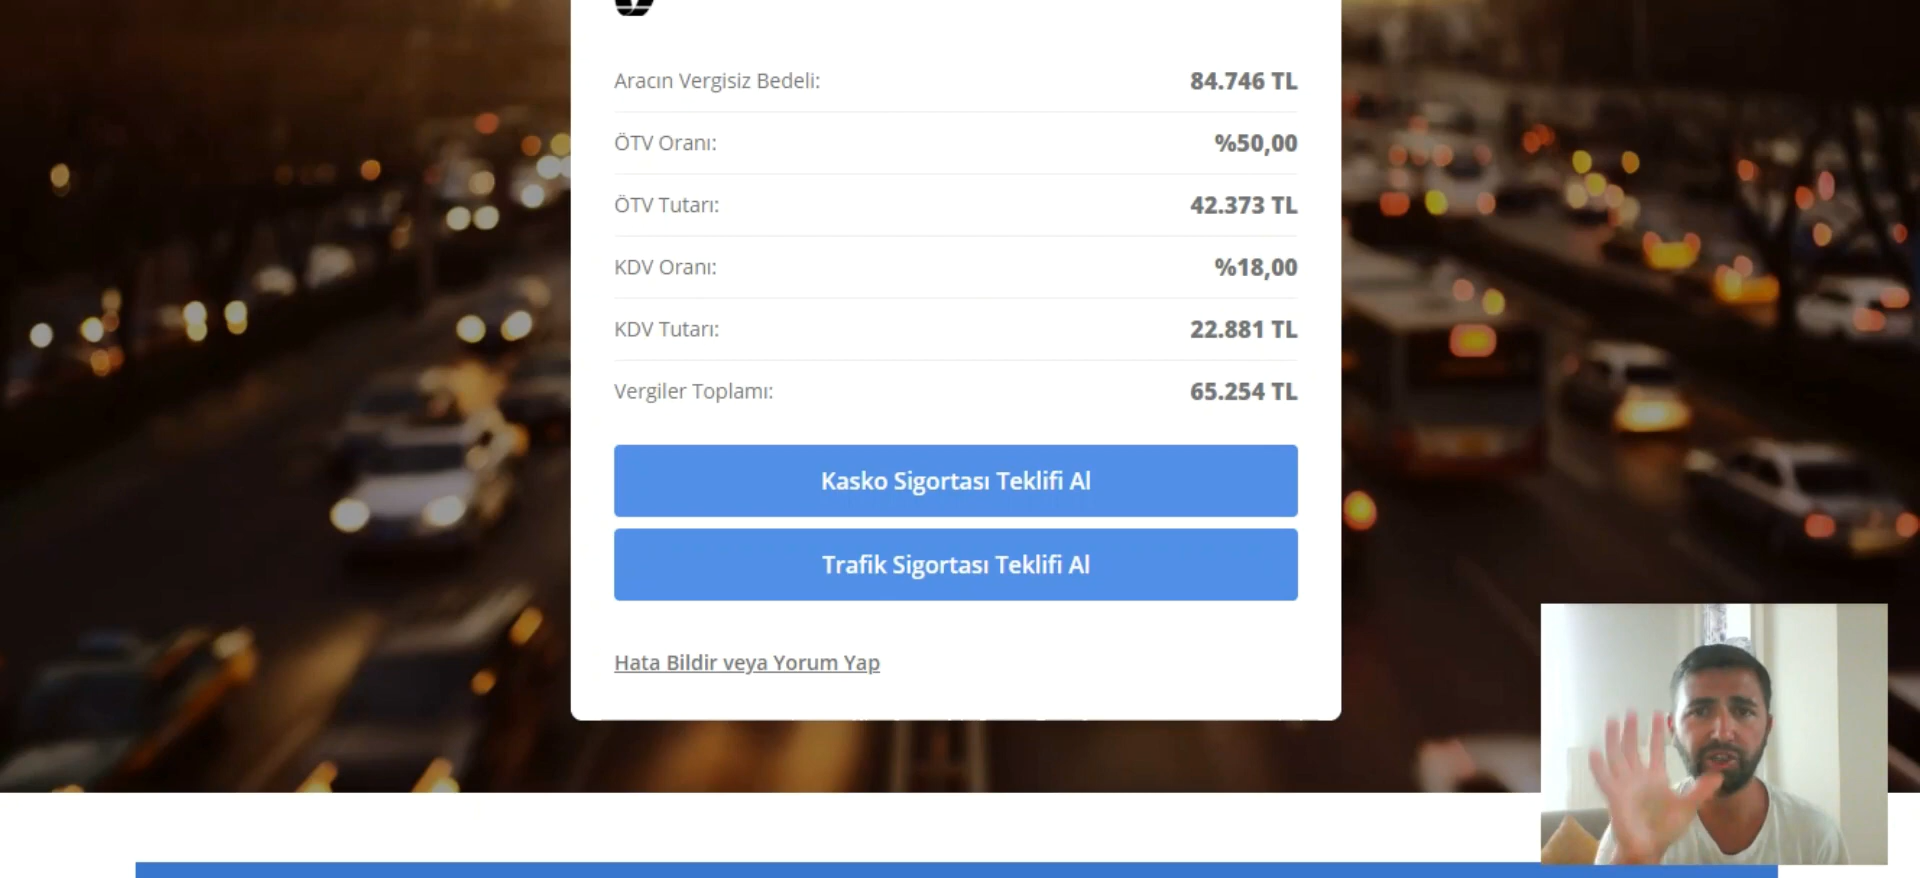 Aracın Vergisiz Bedeli: 84.746 TL
ÖTV Oranı: %50,00
ÖTV Tutarı: 42.373 TL
KDV Oranı: %18,00
KDV Tutarı: 22.881 TL
Vergiler Toplamı: 65.254 TL
Kasko Sigortası Teklifi Al
Trafik Sigortası Teklifi Al
Hata Bildir veya Yorum Yap